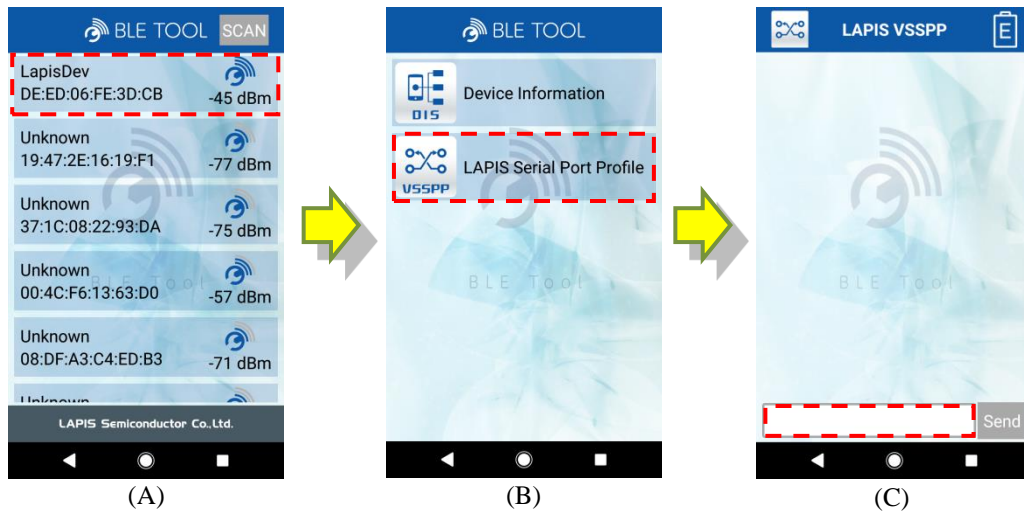 BLE TOOL SCAN
LapisDev
DE:ED:06:FE:3D:CB -45 dBm
Unknown
19:47:2E:16:19:F1 -77 dBm
Unknown
37:1C:08:22:93:DA -75 dBm
Unknown
00:4C:F6:13:63:D0 -57 dBm
Unknown
08:DF:A3:C4:ED:B3 -71 dBm
Unknown
BLE Tool
LAPIS Semiconductor Co.,Ltd.
(A)
BLE TOOL
Device Information
DIS
LAPIS Serial Port Profile
VSSPP
BLE Tool
(B)
LAPIS VSSPP E
BLE Tool
Send
(C)